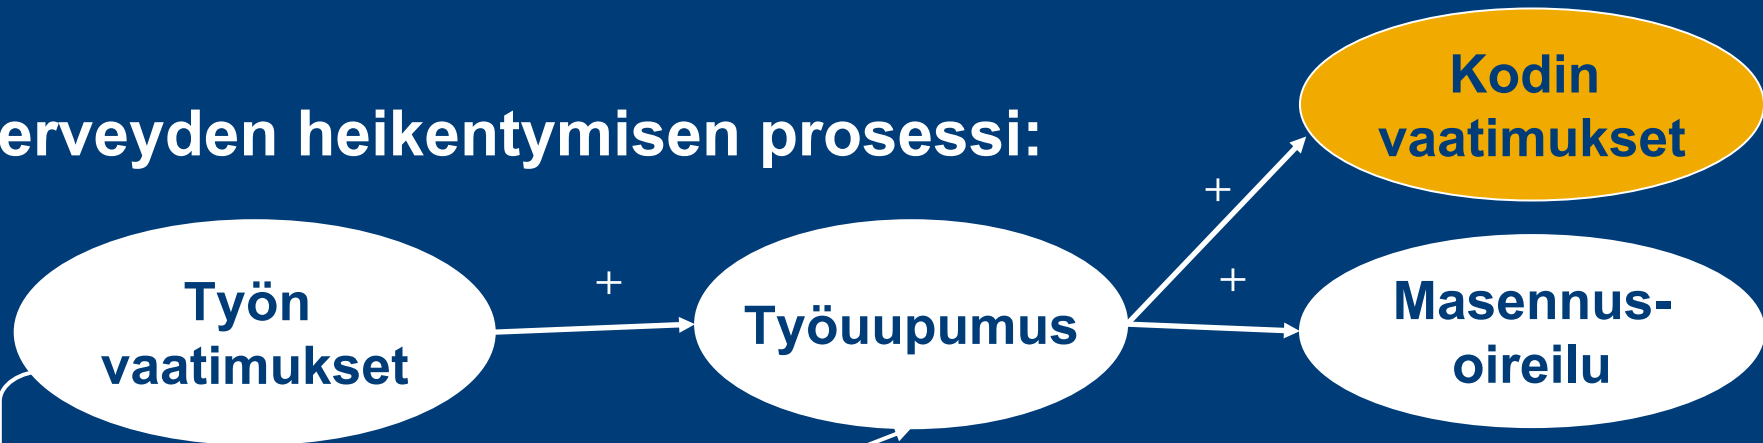 erveyden heikentymisen prosessi:
Kodin
vaatimukset
+
+
+
Työn
vaatimukset
Työuupumus
Masennus-
oireilu